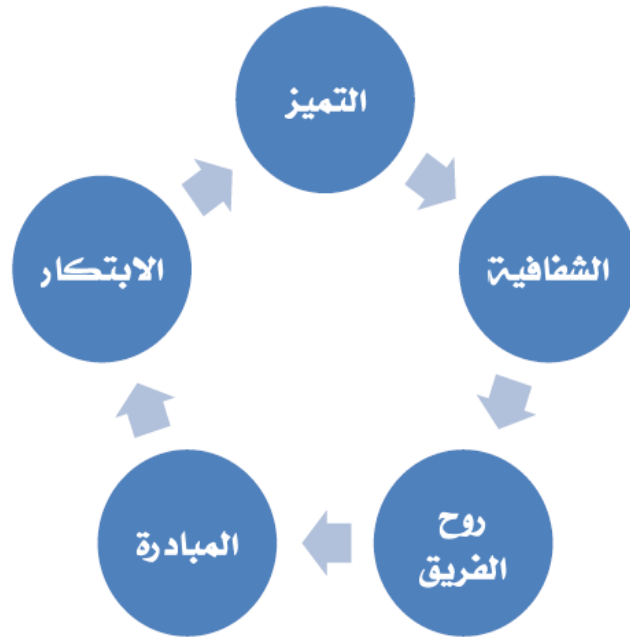 التميز
الشفافية
روح
الفريق
المبادرة
الابتكار